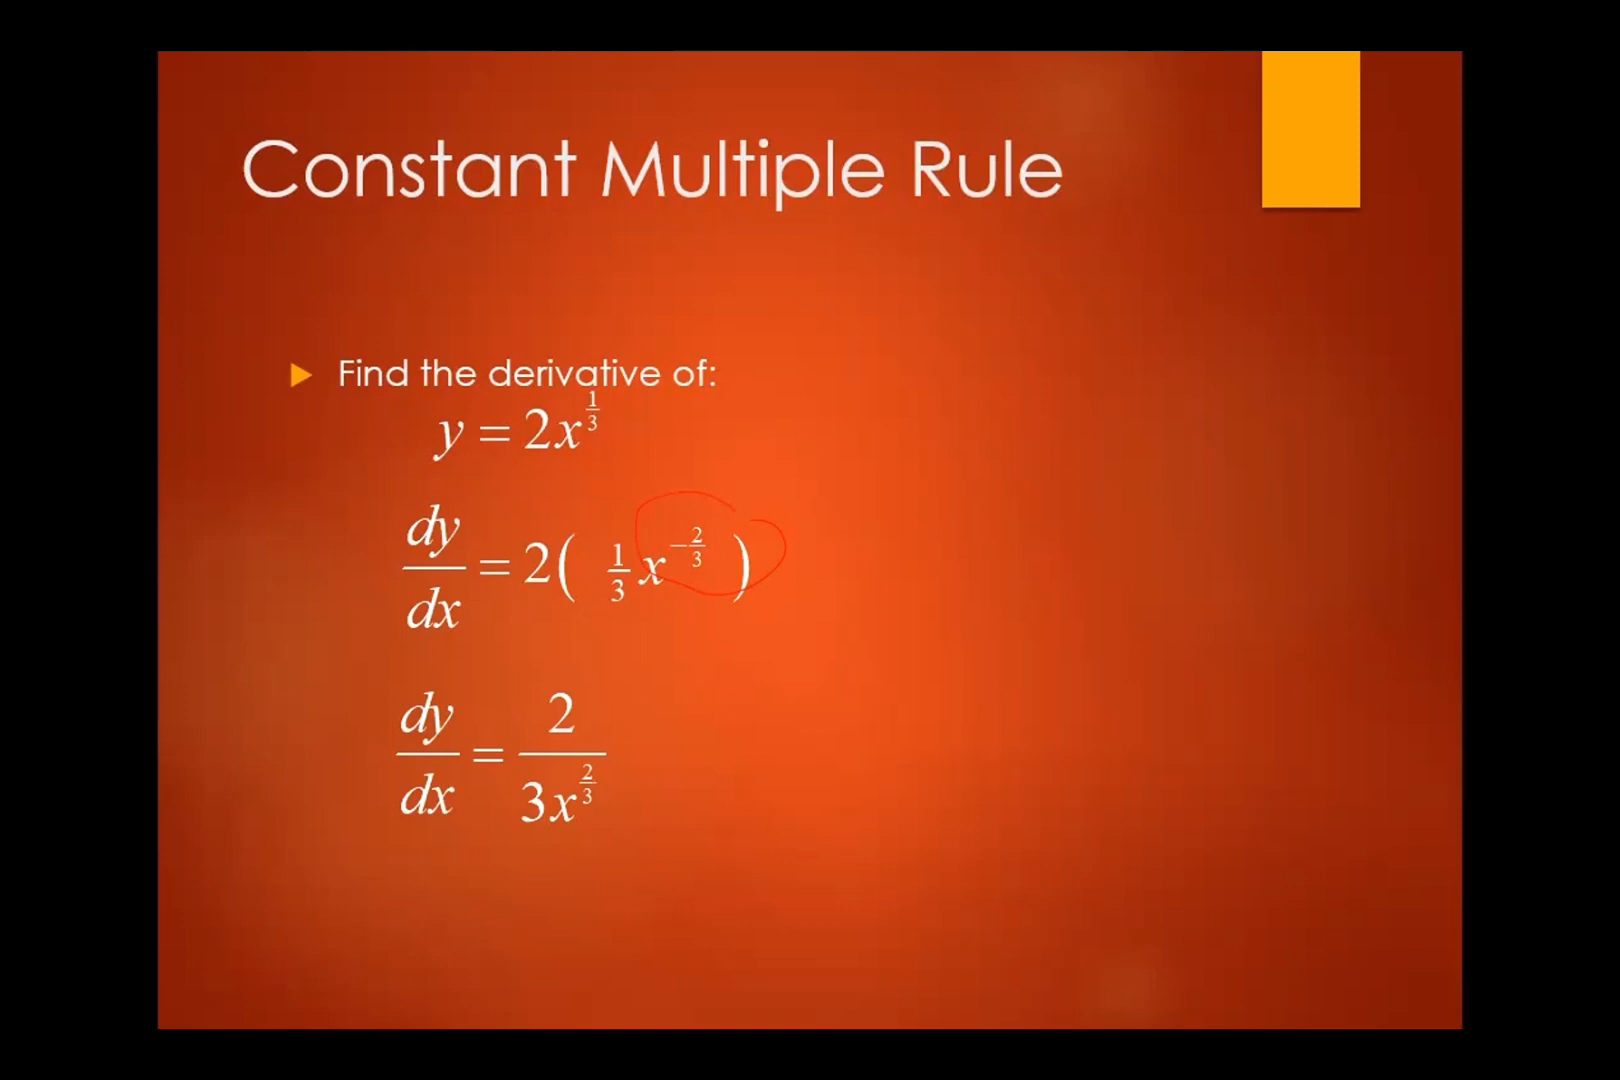 Constant Multiple Rule
Find the derivative of:
y = 2x^{1/3}
dy/dx = 2( 1/3 x^{-2/3} )
dy/dx = 2/(3x^{2/3})